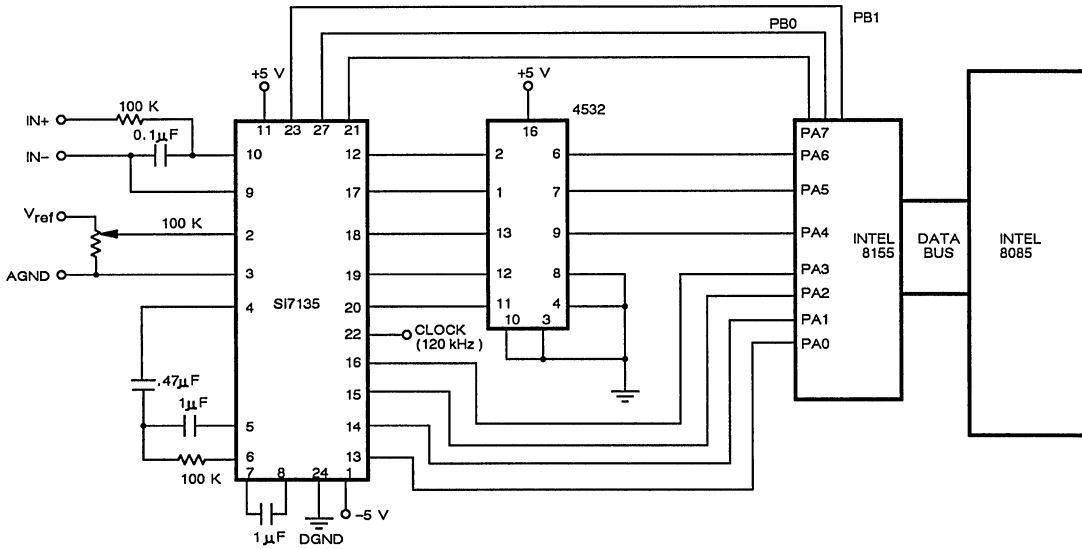 PB1
PB0
+5 V
+5 V
4532
100 K
IN+
0.1μF
IN-
11 23 27 21
16
PA7
10
12
2
6
PA6
9
17
1
7
PA5
Vref
100 K
2
18
13
9
PA4
INTEL
8155
DATA
BUS
INTEL
8085
AGND
3
19
12
8
PA3
SI7135
4
20
11
4
PA2
10 3
22
CLOCK
(120 kHz)
PA1
16
PA0
.47μF
15
1μF
5
14
6
13
100 K
7 8 24 1
-5 V
1μF
DGND